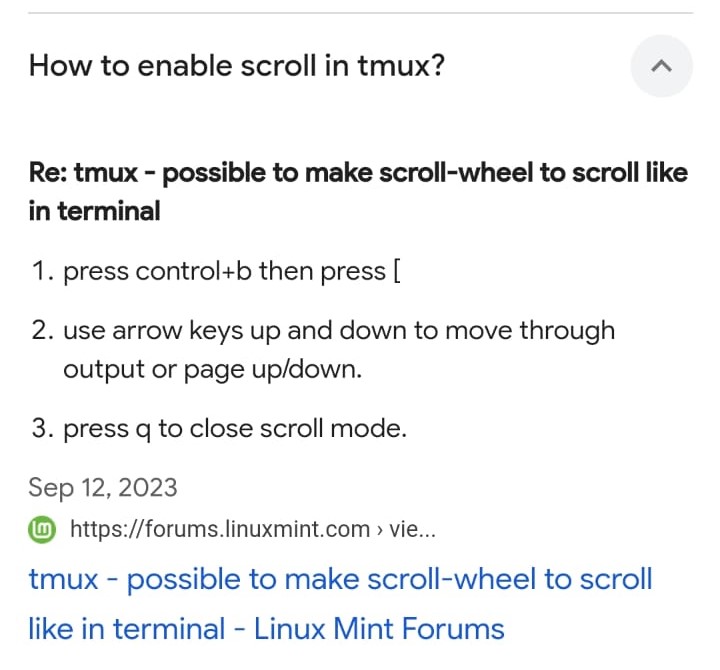 How to enable scroll in tmux?
Re: tmux - possible to make scroll-wheel to scroll like
in terminal
1. press control+b then press [
2. use arrow keys up and down to move through
output or page up/down.
3. press q to close scroll mode.
Sep 12, 2023
https://forums.linuxmint.com › vie...
tmux - possible to make scroll-wheel to scroll
like in terminal - Linux Mint Forums